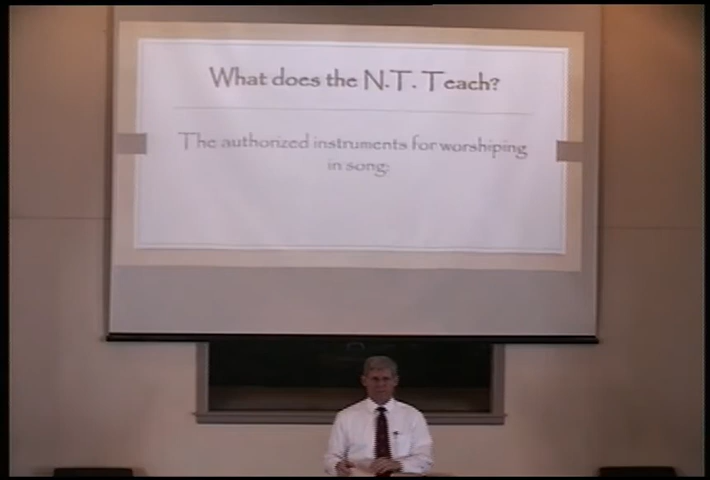 What does the N.T. Teach?
The authorized instruments for worshiping
in song: